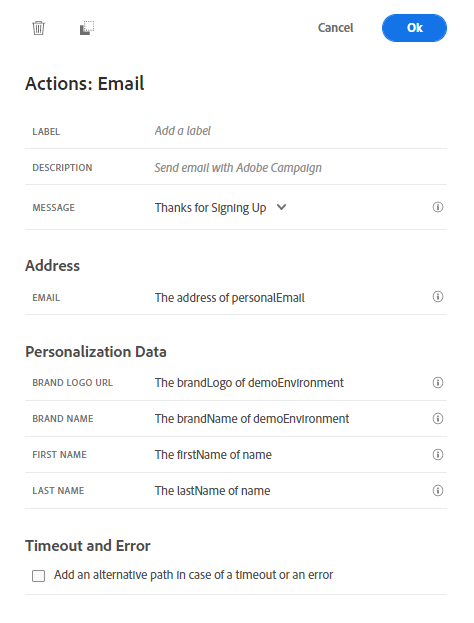 Cancel Ok
Actions: Email
LABEL Add a label
DESCRIPTION Send email with Adobe Campaign
MESSAGE Thanks for Signing Up
Address
EMAIL The address of personalEmail
Personalization Data
BRAND LOGO URL The brandLogo of demoEnvironment
BRAND NAME The brandName of demoEnvironment
FIRST NAME The firstName of name
LAST NAME The lastName of name
Timeout and Error
Add an alternative path in case of a timeout or an error